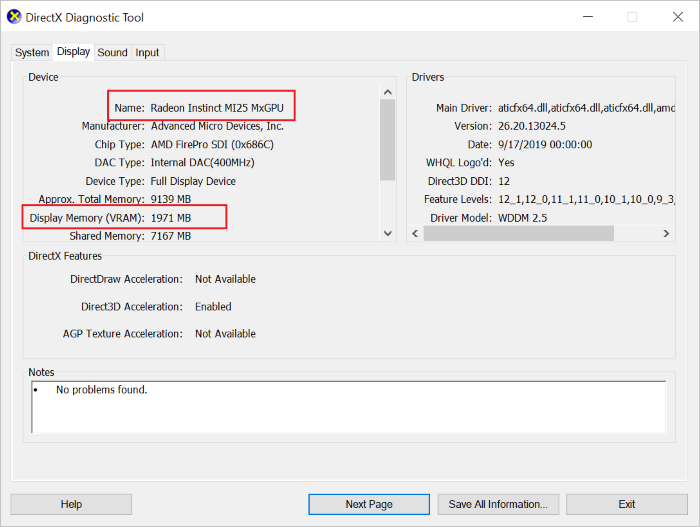 DirectX Diagnostic Tool
System Display Sound Input
Device
Name: Radeon Instinct MI25 MxGPU
Manufacturer: Advanced Micro Devices, Inc.
Chip Type: AMD FirePro SDI (0x686C)
DAC Type: Internal DAC(400MHz)
Device Type: Full Display Device
Approx. Total Memory: 9139 MB
Display Memory (VRAM): 1971 MB
Shared Memory: 7167 MB
Drivers
Main Driver: aticfx64.dll,aticfx64.dll,aticfx64.dll,amd
Version: 26.20.13024.5
Date: 9/17/2019 00:00:00
WHQL Logo'd: Yes
Direct3D DDI: 12
Feature Levels: 12_1,12_0,11_1,11_0,10_1,10_0,9_3,
Driver Model: WDDM 2.5
DirectX Features
DirectDraw Acceleration: Not Available
Direct3D Acceleration: Enabled
AGP Texture Acceleration: Not Available
Notes
• No problems found.
Help Next Page Save All Information... Exit